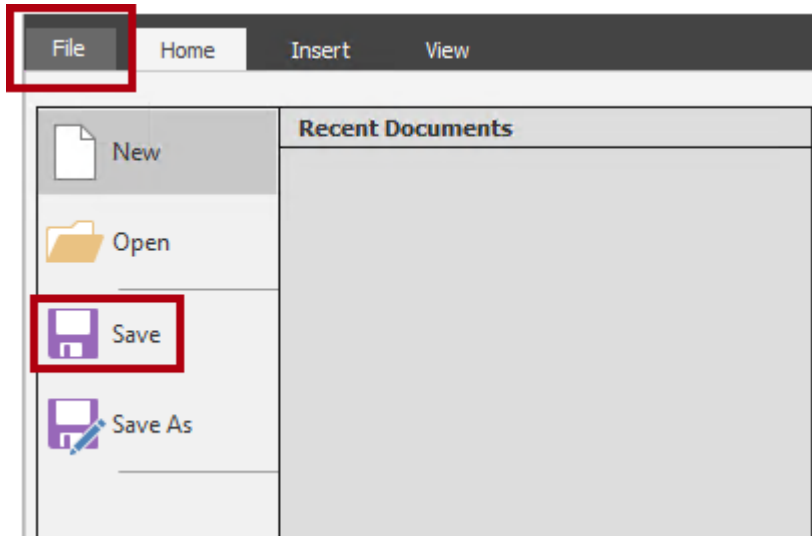 File Home Insert View
Recent Documents
New
Open
Save
Save As